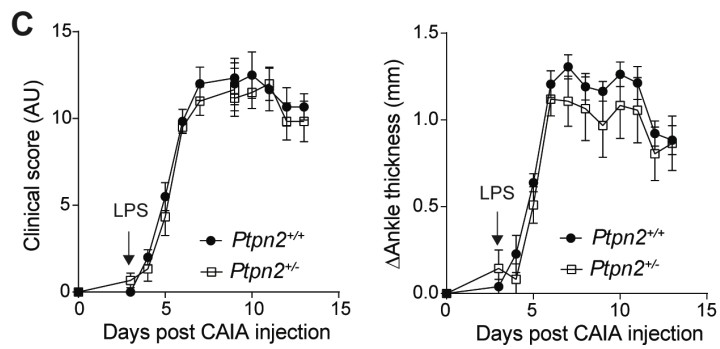 C
Clinical score (AU)
15
10
5
0
LPS
Ptpn2+/+
Ptpn2+/-
0
5
10
15
Days post CAIA injection
ΔAnkle thickness (mm)
1.5
1.0
0.5
0.0
LPS
Ptpn2+/+
Ptpn2+/-
0
5
10
15
Days post CAIA injection